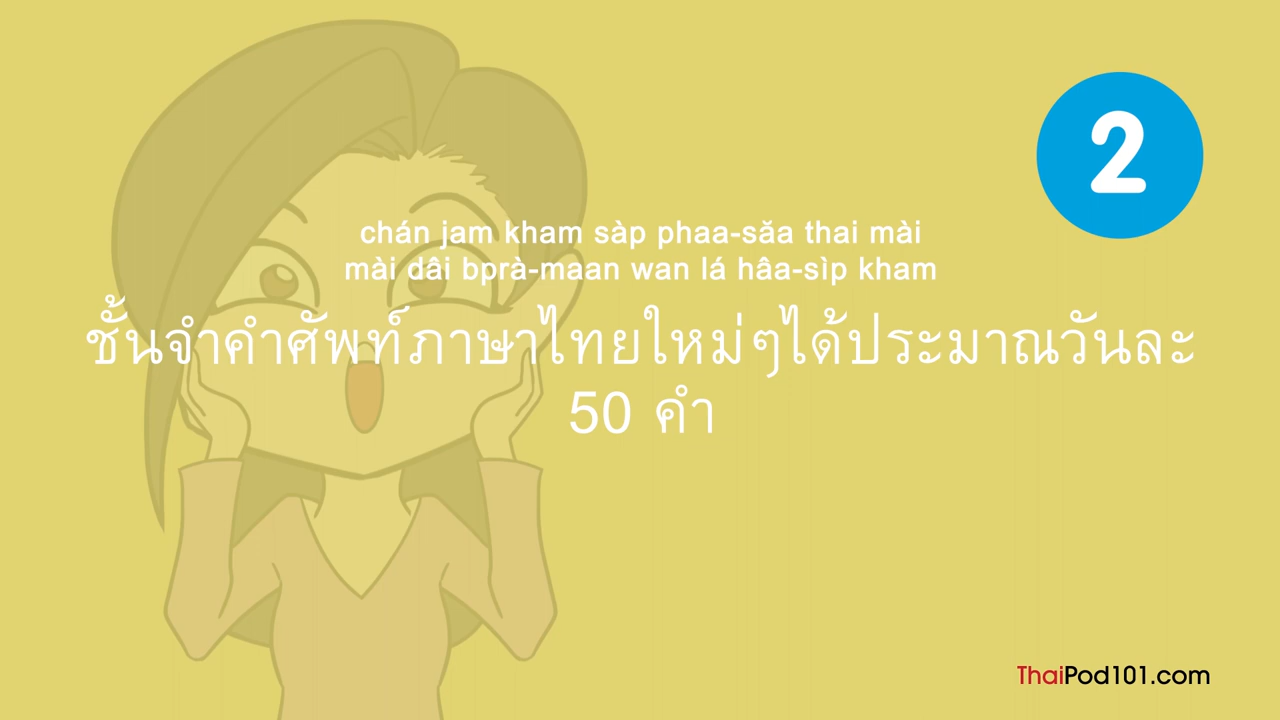 2
chán jam kham sàp phaa-săa thai mài
mài dâi bprà-maan wan lá hâa-sìp kham
ชั้นจำคำศัพท์ภาษาไทยใหม่ๆได้ประมาณวันละ
50 คำ
ThaiPod101.com